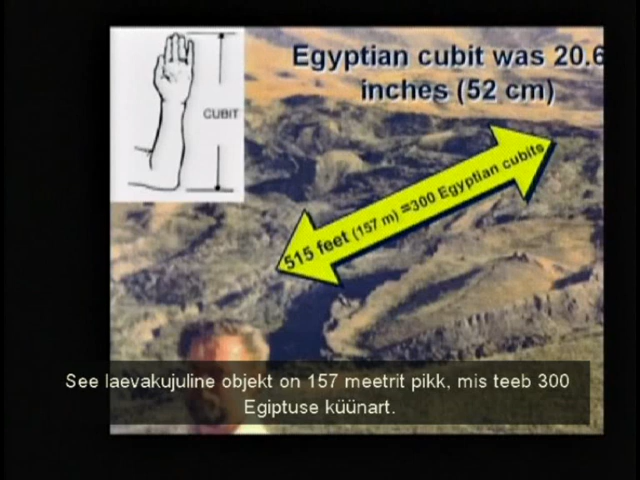 Egyptian cubit was 20.6
inches (52 cm)
CUBIT
515 feet (157 m) =300 Egyptian cubits
See laevakujuline objekt on 157 meetrit pikk, mis teeb 300
Egiptuse küünart.